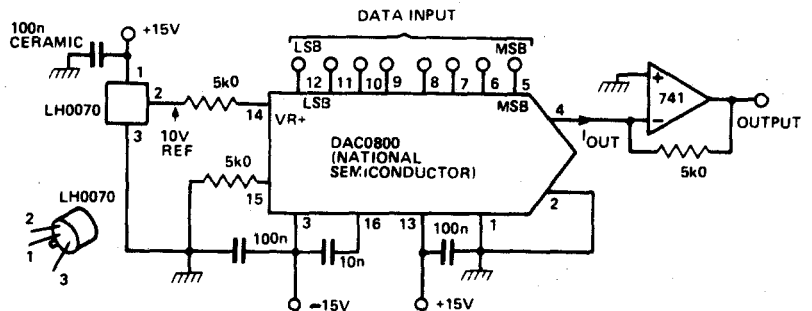 DATA INPUT
100n
CERAMIC
+15V
LSB
MSB
1
12
11
10
9
8
7
6
5
5k0
LSB
MSB
LH0070
2
14
VR+
4
+
741
3
10V
REF
DAC0800
(NATIONAL
SEMICONDUCTOR)
IOUT
−
OUTPUT
5k0
5k0
15
2
LH0070
2
1
3
3
16
13
1
100n
100n
10n
−15V
+15V